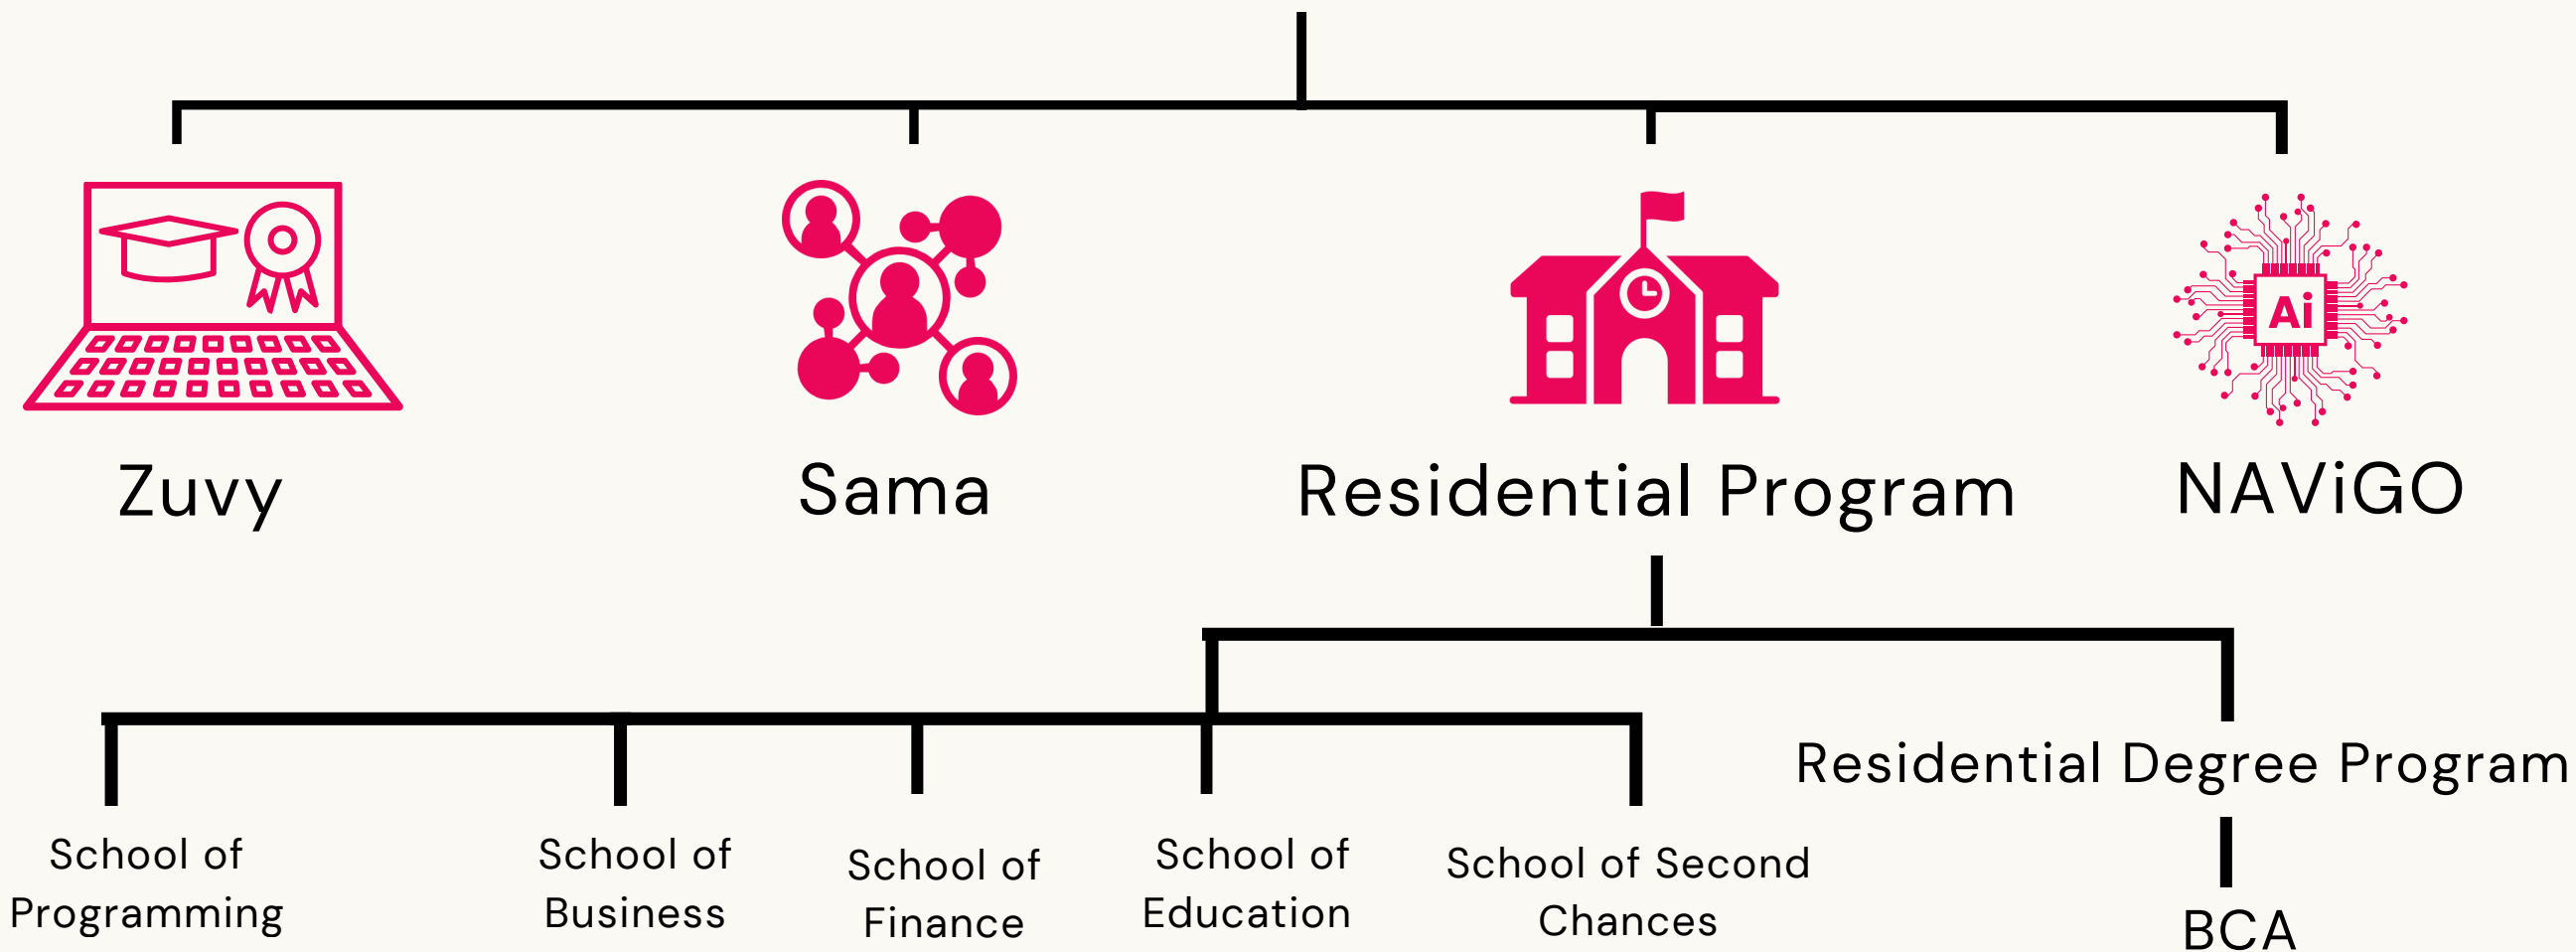 Ai
Zuvy
Sama
Residential Program
NAViGO
Residential Degree Program
School of
Programming
School of
Business
School of
Finance
School of
Education
School of Second
Chances
BCA